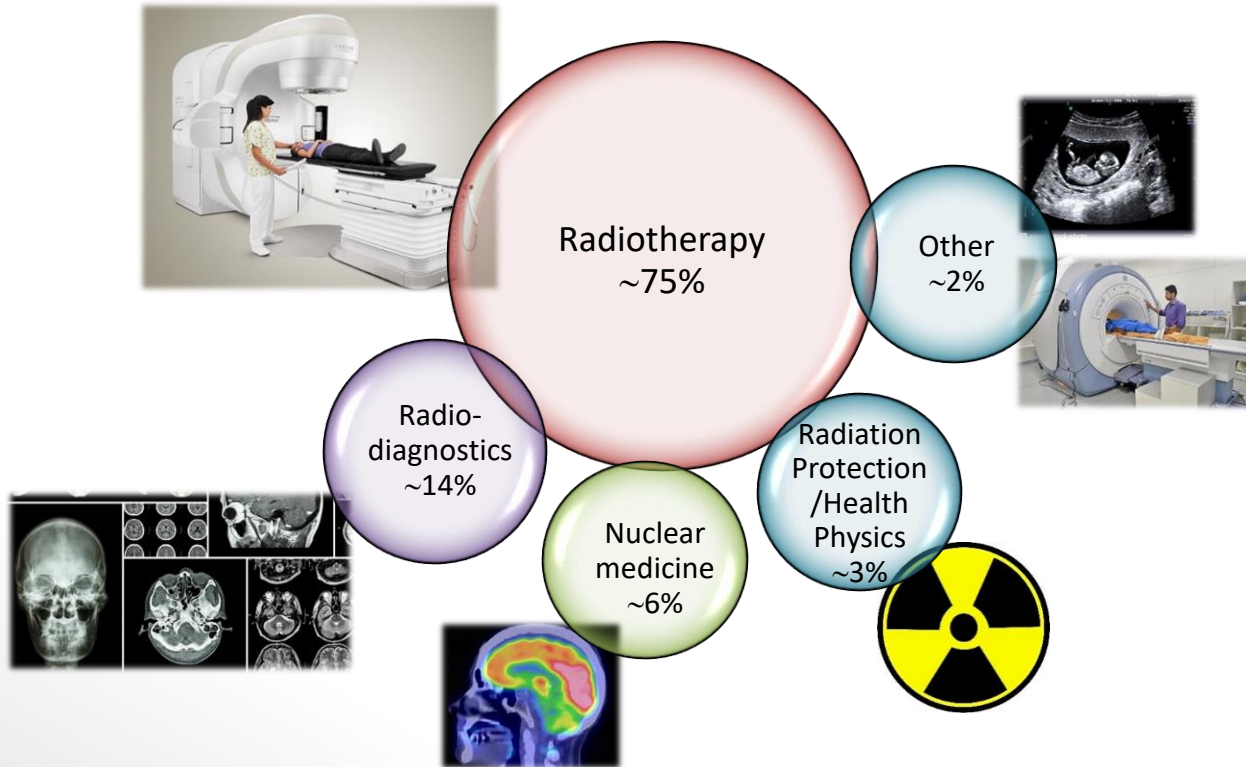 Radiotherapy
~75%
Other
~2%
Radio-
diagnostics
~14%
Nuclear
medicine
~6%
Radiation
Protection
/Health
Physics
~3%